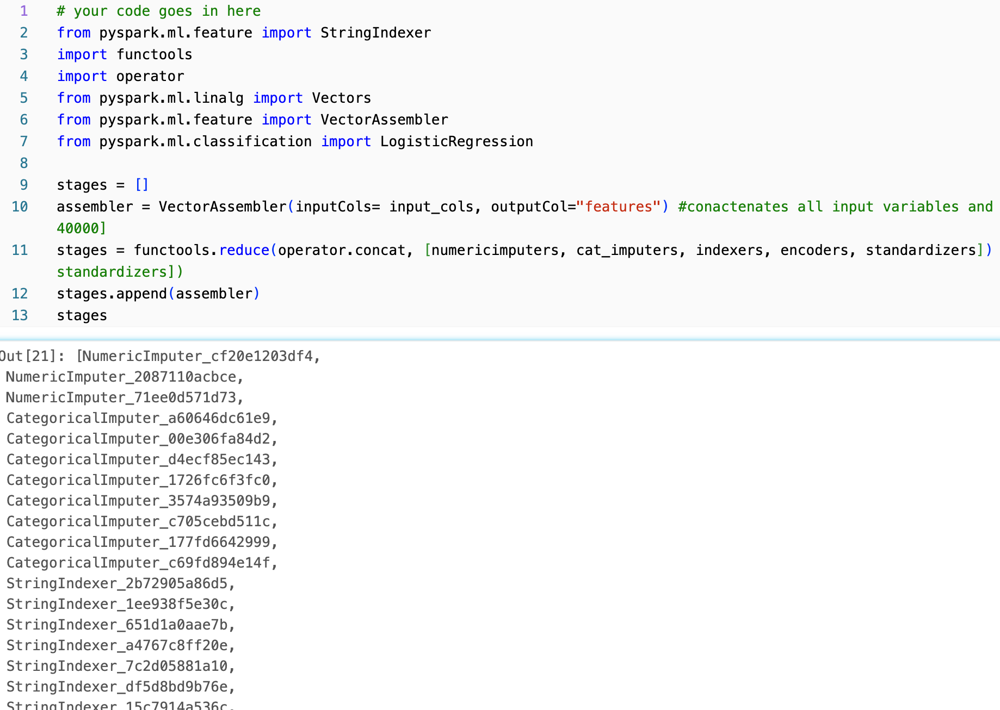 1 # your code goes in here
2 from pyspark.ml.feature import StringIndexer
3 import functools
4 import operator
5 from pyspark.ml.linalg import Vectors
6 from pyspark.ml.feature import VectorAssembler
7 from pyspark.ml.classification import LogisticRegression
8
9 stages = []
10 assembler = VectorAssembler(inputCols= input_cols, outputCol="features") #conactenates all input variables and
40000]
11 stages = functools.reduce(operator.concat, [numericimputers, cat_imputers, indexers, encoders, standardizers])
standardizers])
12 stages.append(assembler)
13 stages
Out[21]: [NumericImputer_cf20e1203df4,
NumericImputer_2087110acbce,
NumericImputer_71ee0d571d73,
CategoricalImputer_a60646dc61e9,
CategoricalImputer_00e306fa84d2,
CategoricalImputer_d4ecf85ec143,
CategoricalImputer_1726fc6f3fc0,
CategoricalImputer_3574a93509b9,
CategoricalImputer_c705cebd511c,
CategoricalImputer_177fd6642999,
CategoricalImputer_c69fd894e14f,
StringIndexer_2b72905a86d5,
StringIndexer_1ee938f5e30c,
StringIndexer_651d1a0aae7b,
StringIndexer_a4767c8ff20e,
StringIndexer_7c2d05881a10,
StringIndexer_df5d8bd9b76e,
StringIndexer_15c7914a536c,